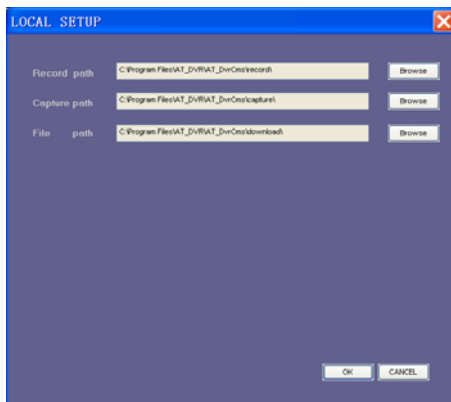 LOCAL SETUP
Record path C:\Program Files\AT_DVR\AT_DvrCms\record\ Browse
Capture path C:\Program Files\AT_DVR\AT_DvrCms\capture\ Browse
File path C:\Program Files\AT_DVR\AT_DvrCms\download\ Browse
OK CANCEL